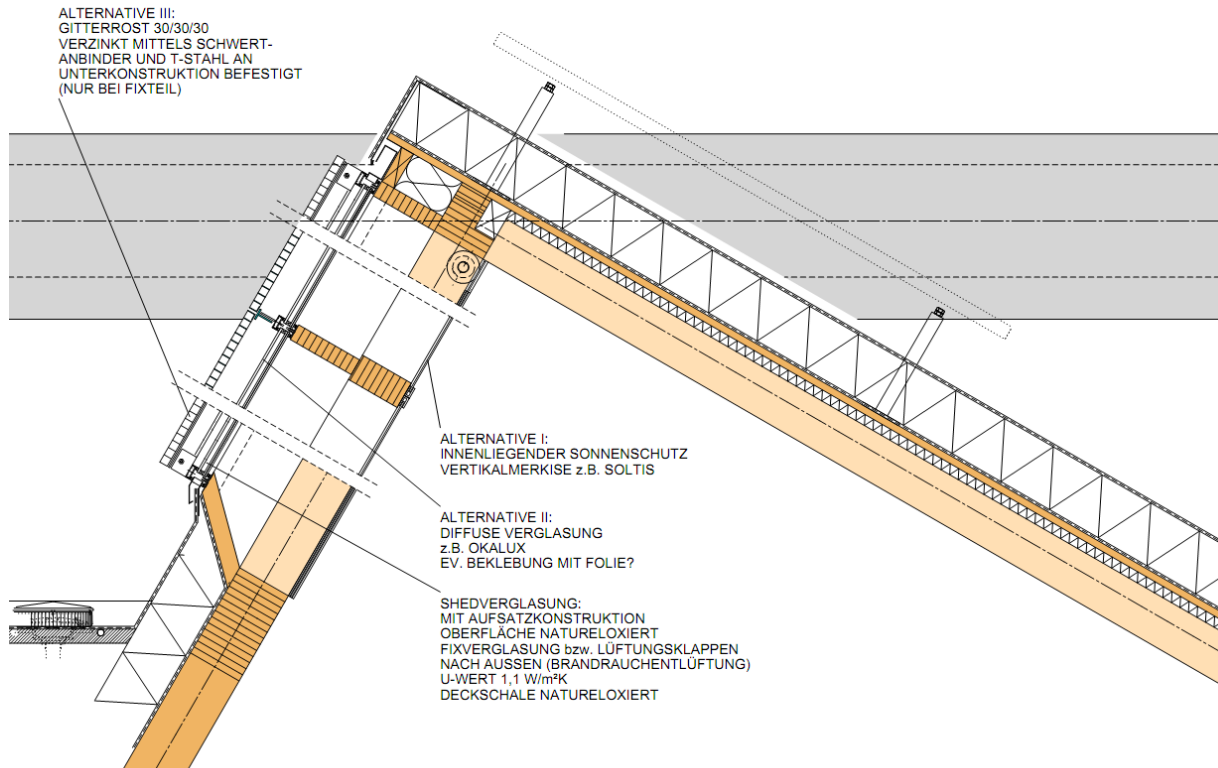 ALTERNATIVE III:
GITTERROST 30/30/30
VERZINKT MITTELS SCHWERT-
ANBINDER UND T-STAHL AN
UNTERKONSTRUKTION BEFESTIGT
(NUR BEI FIXTEIL)
ALTERNATIVE I:
INNENLIEGENDER SONNENSCHUTZ
VERTIKALMERKISE z.B. SOLTIS
ALTERNATIVE II:
DIFFUSE VERGLASUNG
z.B. OKALUX
EV. BEKLEBUNG MIT FOLIE?
SHEDVERGLASUNG:
MIT AUFSATZKONSTRUKTION
OBERFLÄCHE NATURELOXIERT
FIXVERGLASUNG bzw. LÜFTUNGSKLAPPEN
NACH AUSSEN (BRANDRAUCHENTLÜFTUNG)
U-WERT 1,1 W/m²K
DECKSCHALE NATURELOXIERT